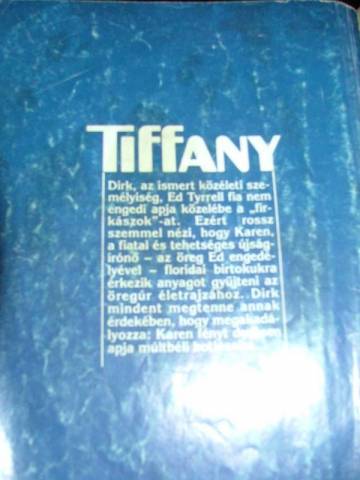 TIFFANY
Dirk, az ismert közéleti sze-
mélyiség, Ed Tyrrell fia nem
engedi apja közelébe a „fir-
kászok"-at. Ezért rossz
szemmel nézi, hogy Karen,
a fiatal és tehetséges újság-
írónő – az öreg Ed engedé-
lyével – floridai birtokukra
érkezik anyagot gyűjteni az
öregúr életrajzához. Dirk
mindent megtenne annak
érdekében, hogy megakadá-
lyozza: Karen fényt
apja múltbéli